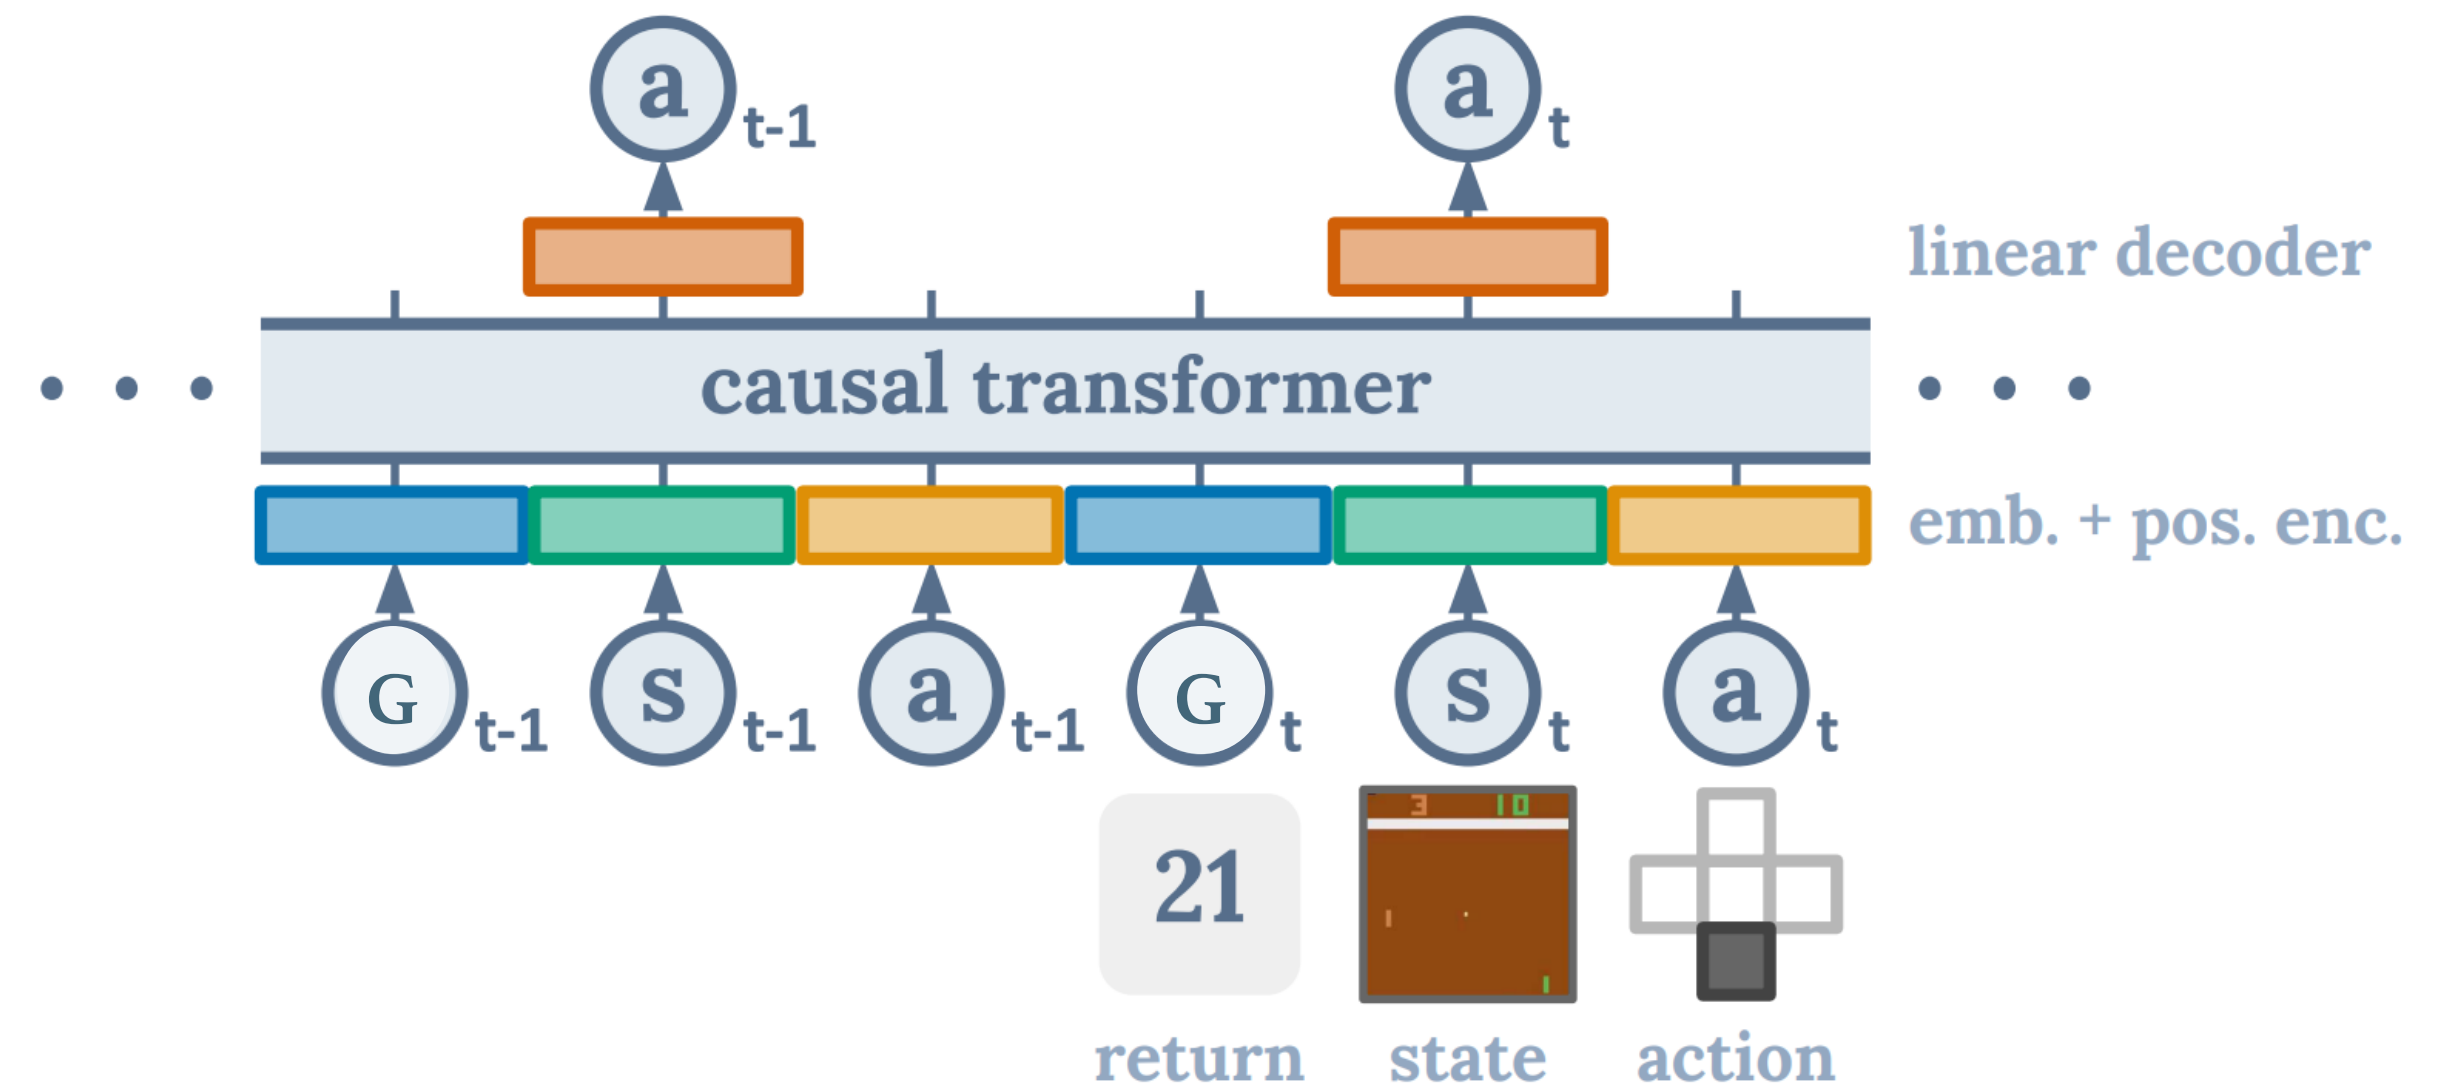 a t-1 a t
linear decoder
causal transformer
emb. + pos. enc.
G t-1 s t-1 a t-1 G t s t a t
3 10
21
return state action